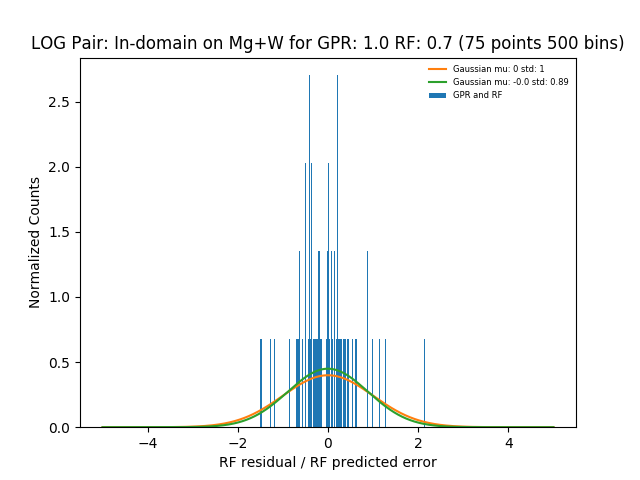 LOG Pair: In-domain on Mg+W for GPR: 1.0 RF: 0.7 (75 points 500 bins)
Gaussian mu: 0 std: 1
Gaussian mu: -0.0 std: 0.89
GPR and RF
Normalized Counts
2.5
2.0
1.5
1.0
0.5
0.0
−4 −2 0 2 4
RF residual / RF predicted error